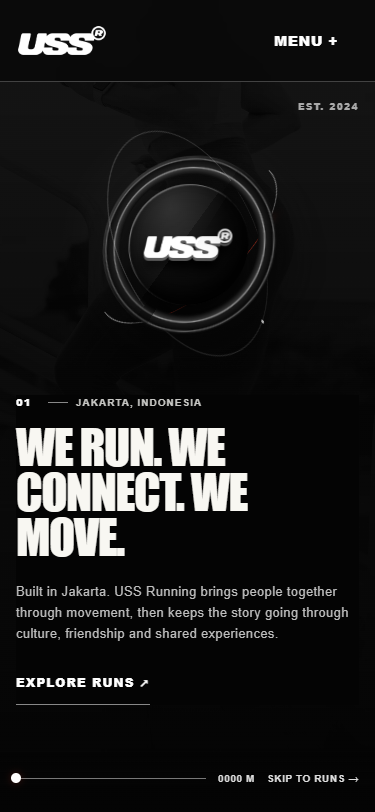 USS®
MENU +
EST. 2024
USS®
01 JAKARTA, INDONESIA
WE RUN. WE
CONNECT. WE
MOVE.
Built in Jakarta. USS Running brings people together
through movement, then keeps the story going through
culture, friendship and shared experiences.
EXPLORE RUNS ↗
0000 M SKIP TO RUNS →